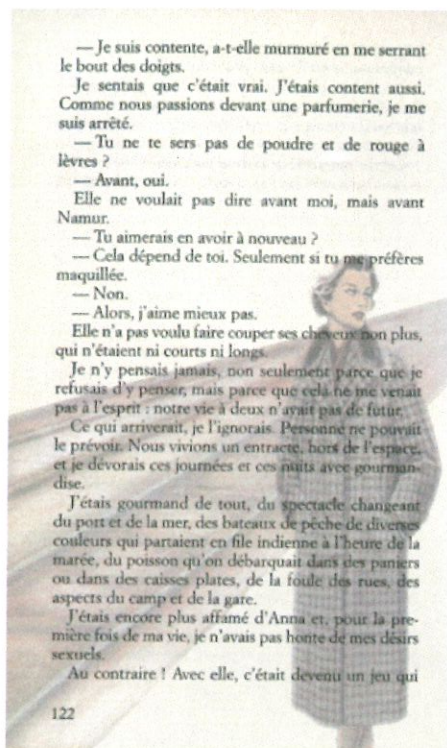 — Je suis contente, a-t-elle murmuré en me serrant
le bout des doigts.
Je sentais que c'était vrai. J'étais content aussi.
Comme nous passions devant une parfumerie, je me
suis arrêté.
— Tu ne te sers pas de poudre et de rouge à
lèvres ?
— Avant, oui.
Elle ne voulait pas dire avant moi, mais avant
Namur.
— Tu aimerais en avoir à nouveau ?
— Cela dépend de toi. Seulement si tu me préfères
maquillée.
— Non.
— Alors, j'aime mieux pas.
Elle n'a pas voulu faire couper ses cheveux non plus,
qui n'étaient ni courts ni longs.
Je n'y pensais jamais, non seulement parce que je
refusais d'y penser, mais parce que cela ne me venait
pas à l'esprit : notre vie à deux n'avait pas de futur.
Ce qui arriverait, je l'ignorais. Personne ne pouvait
le prévoir. Nous vivions un entracte, hors de l'espace,
et je dévorais ces journées et ces nuits avec gourman-
dise.
J'étais gourmand de tout, du spectacle changeant
du port et de la mer, des bateaux de pêche de diverses
couleurs qui partaient en file indienne à l'heure de la
marée, du poisson qu'on débarquait dans des paniers
ou dans des caisses plates, de la foule des rues, des
aspects du camp et de la gare.
J'étais encore plus affamé d'Anna et, pour la pre-
mière fois de ma vie, je n'avais pas honte de mes désirs
sexuels.
Au contraire ! Avec elle, c'était devenu un jeu qui
122